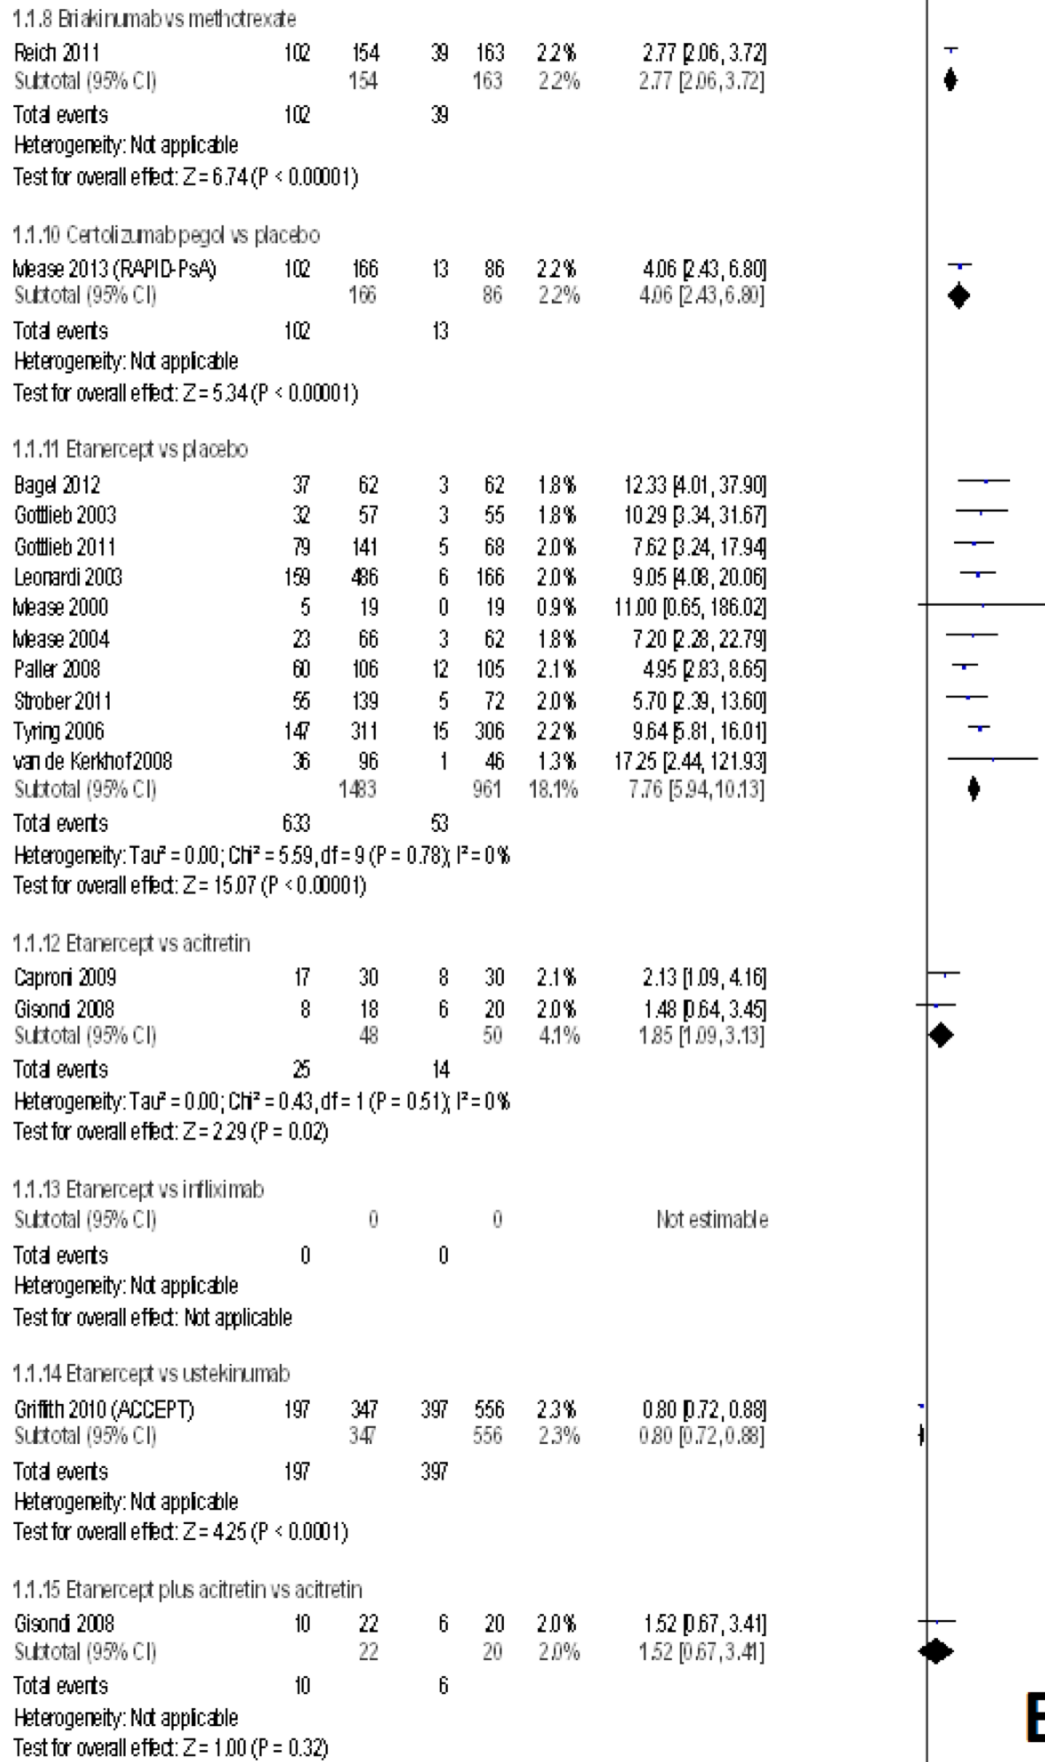 1.1.8 Briakinumab vs methotrexate
Reich 2011 102 154 39 163 2.2% 2.77 [2.06, 3.72]
Subtotal (95% CI) 154 163 2.2% 2.77 [2.06, 3.72]
Total events 102 39
Heterogeneity: Not applicable
Test for overall effect: Z = 6.74 (P < 0.00001)
1.1.10 Certolizumab pegol vs placebo
Mease 2013 (RAPID-PsA) 102 166 13 86 2.2% 4.06 [2.43, 6.80]
Subtotal (95% CI) 166 86 2.2% 4.06 [2.43, 6.80]
Total events 102 13
Heterogeneity: Not applicable
Test for overall effect: Z = 5.34 (P < 0.00001)
1.1.11 Etanercept vs placebo
Bagel 2012 37 62 3 62 1.8% 12.33 [4.01, 37.90]
Gottlieb 2003 32 57 3 55 1.8% 10.29 [3.34, 31.67]
Gottlieb 2011 79 141 5 68 2.0% 7.62 [3.24, 17.94]
Leonardi 2003 159 486 6 166 2.0% 9.05 [4.08, 20.06]
Mease 2000 5 19 0 19 0.9% 11.00 [0.65, 186.02]
Mease 2004 23 66 3 62 1.8% 7.20 [2.28, 22.79]
Paller 2008 60 106 12 105 2.1% 4.95 [2.83, 8.65]
Strober 2011 55 139 5 72 2.0% 5.70 [2.39, 13.60]
Tyring 2006 147 311 15 306 2.2% 9.64 [5.81, 16.01]
van de Kerkhof 2008 36 96 1 46 1.3% 17.25 [2.44, 121.93]
Subtotal (95% CI) 1483 961 18.1% 7.76 [5.94, 10.13]
Total events 633 53
Heterogeneity: Tau² = 0.00; Chi² = 5.59, df = 9 (P = 0.78); I² = 0%
Test for overall effect: Z = 15.07 (P < 0.00001)
1.1.12 Etanercept vs acitretin
Caproni 2009 17 30 8 30 2.1% 2.13 [1.09, 4.16]
Gisondi 2008 8 18 6 20 2.0% 1.48 [0.64, 3.45]
Subtotal (95% CI) 48 50 4.1% 1.85 [1.09, 3.13]
Total events 25 14
Heterogeneity: Tau² = 0.00; Chi² = 0.43, df = 1 (P = 0.51); I² = 0%
Test for overall effect: Z = 2.29 (P = 0.02)
1.1.13 Etanercept vs infliximab
Subtotal (95% CI) 0 0 Not estimable
Total events 0 0
Heterogeneity: Not applicable
Test for overall effect: Not applicable
1.1.14 Etanercept vs ustekinumab
Griffith 2010 (ACCEPT) 197 347 397 556 2.3% 0.80 [0.72, 0.88]
Subtotal (95% CI) 347 556 2.3% 0.80 [0.72, 0.88]
Total events 197 397
Heterogeneity: Not applicable
Test for overall effect: Z = 4.25 (P < 0.0001)
1.1.15 Etanercept plus acitretin vs acitretin
Gisondi 2008 10 22 6 20 2.0% 1.52 [0.67, 3.41]
Subtotal (95% CI) 22 20 2.0% 1.52 [0.67, 3.41]
Total events 10 6
Heterogeneity: Not applicable
Test for overall effect: Z = 1.00 (P = 0.32)